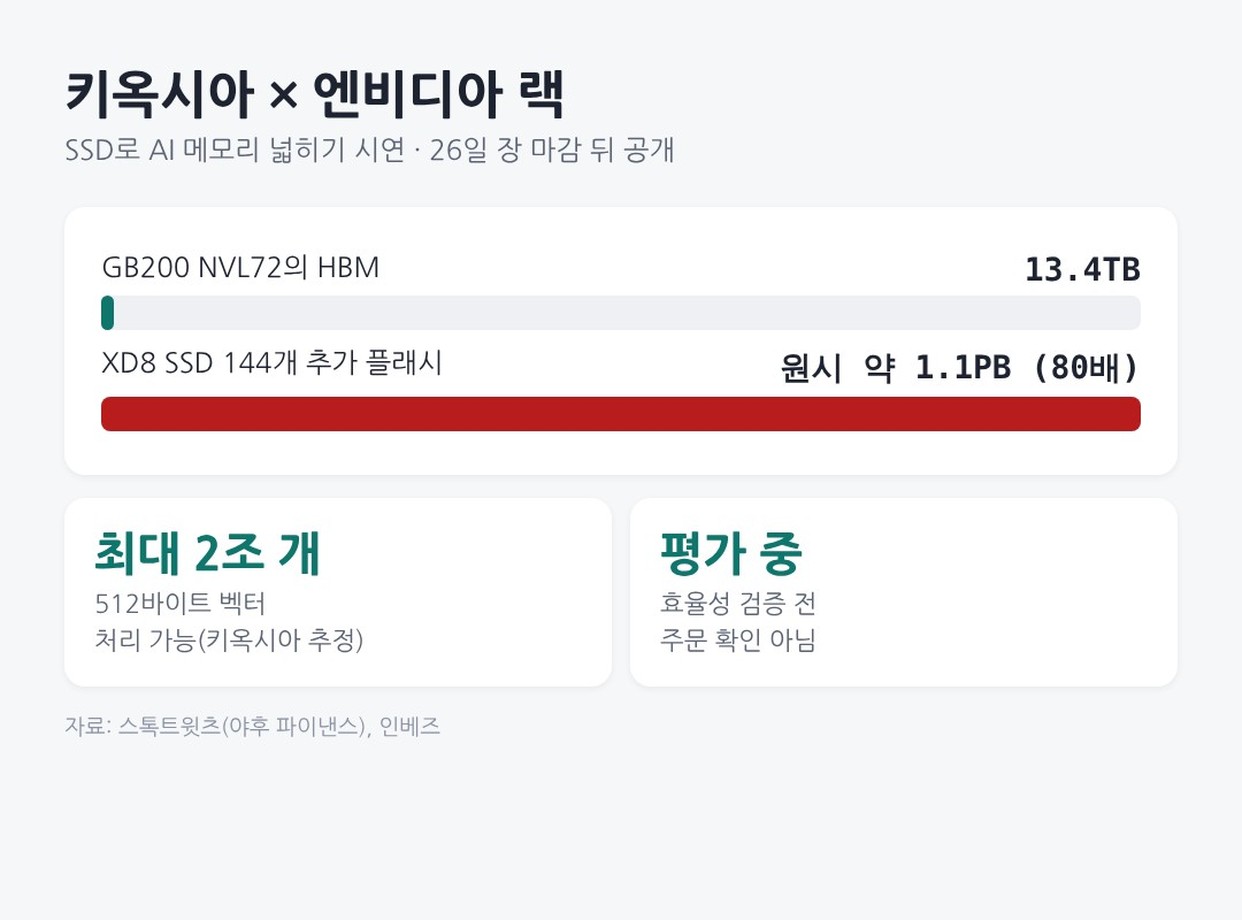 키옥시아 × 엔비디아 랙
SSD로 AI 메모리 넓히기 시연 · 26일 장 마감 뒤 공개
GB200 NVL72의 HBM
13.4TB
XD8 SSD 144개 추가 플래시
원시 약 1.1PB (80배)
최대 2조 개
512바이트 벡터
처리 가능(키옥시아 추정)
평가 중
효율성 검증 전
주문 확인 아님
자료: 스톡트윗츠(야후 파이낸스), 인베즈